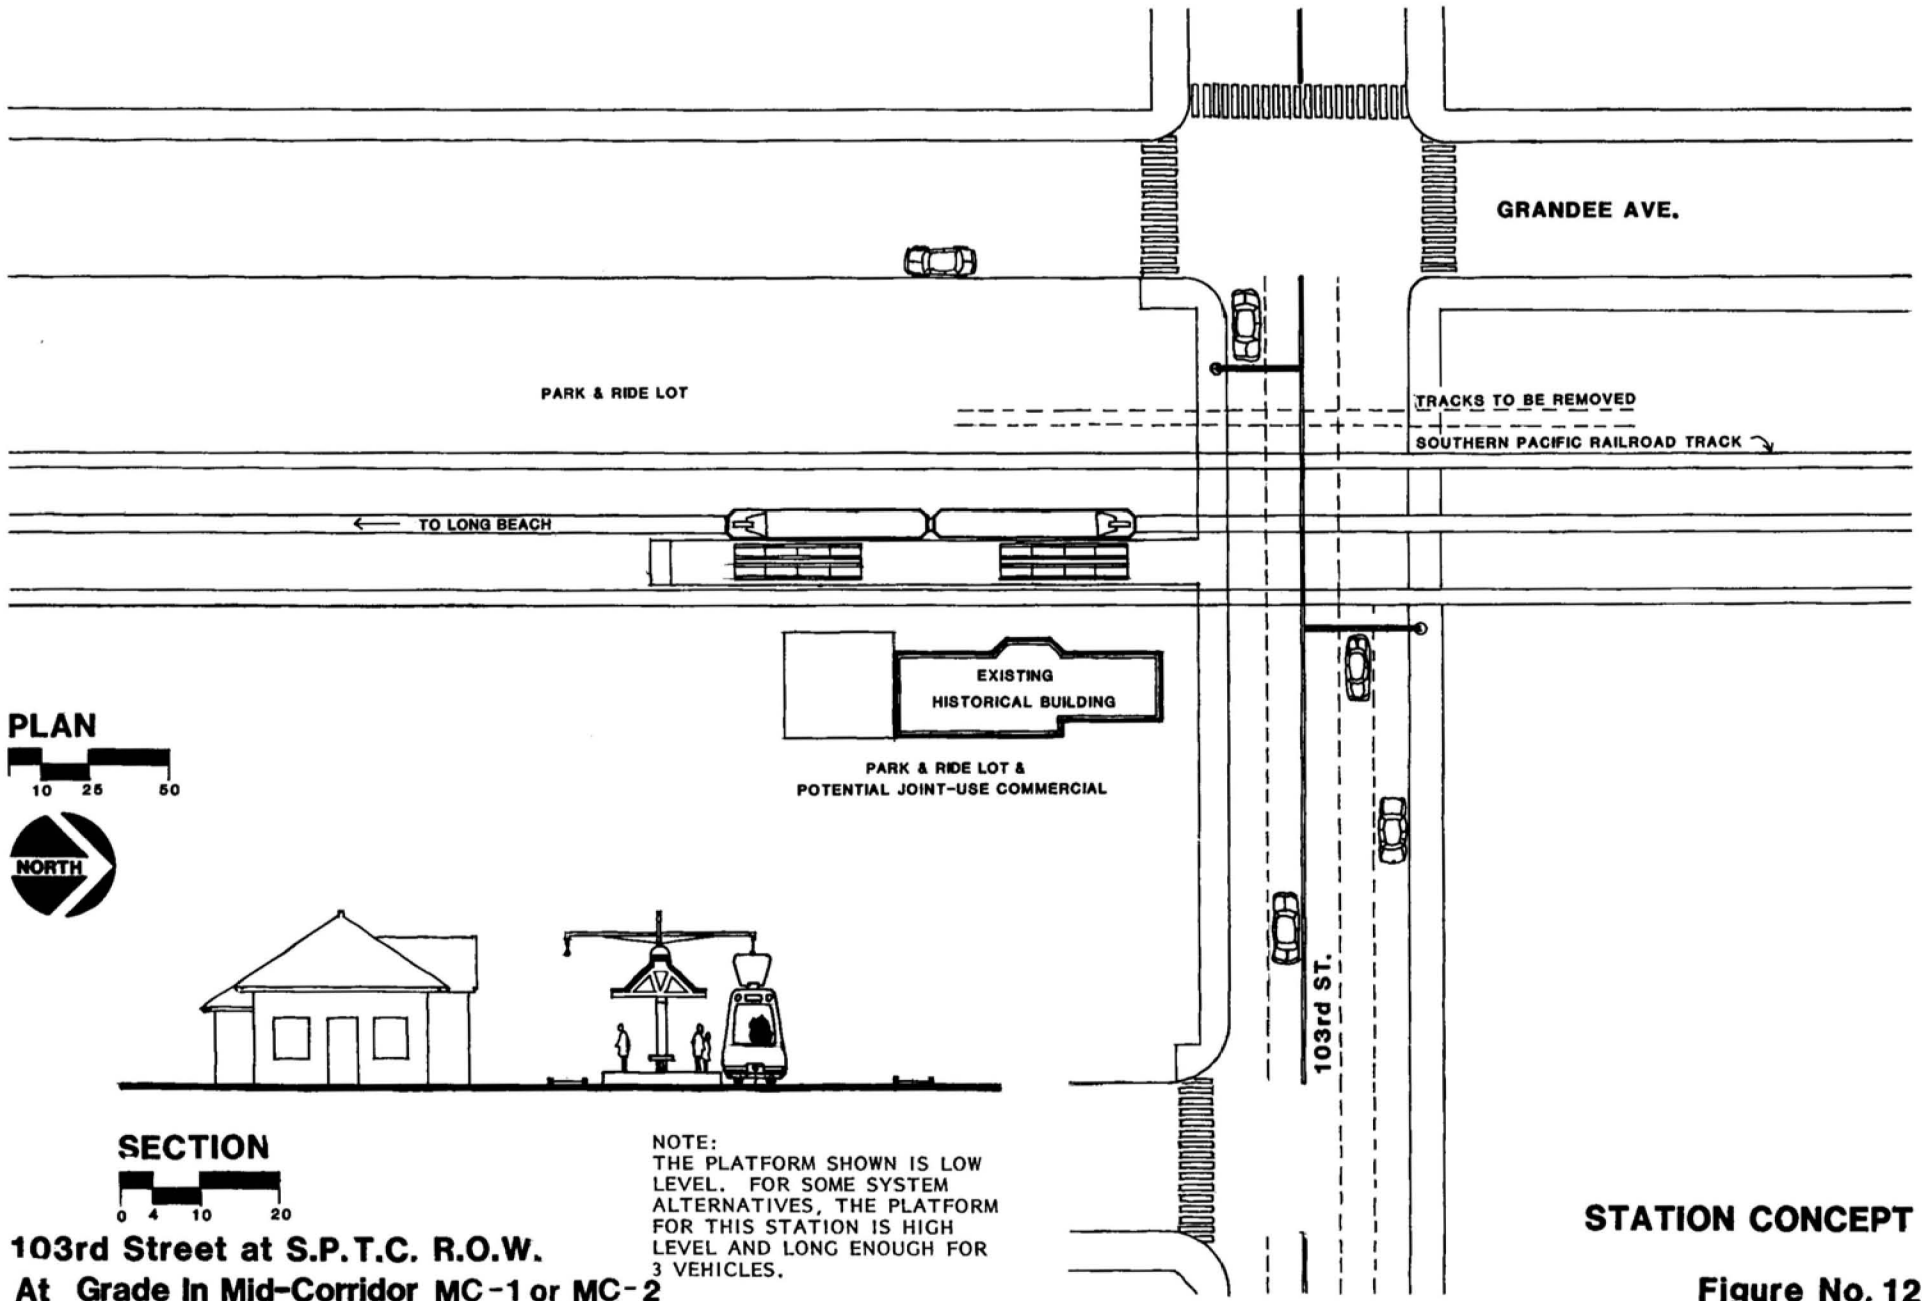 GRANDEE AVE.
PARK & RIDE LOT
TRACKS TO BE REMOVED
SOUTHERN PACIFIC RAILROAD TRACK
← TO LONG BEACH
EXISTING
HISTORICAL BUILDING
PARK & RIDE LOT &
POTENTIAL JOINT-USE COMMERCIAL
PLAN
10 25 50
NORTH
103rd ST.
SECTION
0 4 10 20
NOTE:
THE PLATFORM SHOWN IS LOW
LEVEL. FOR SOME SYSTEM
ALTERNATIVES, THE PLATFORM
FOR THIS STATION IS HIGH
LEVEL AND LONG ENOUGH FOR
3 VEHICLES.
103rd Street at S.P.T.C. R.O.W.
At Grade In Mid-Corridor MC-1 or MC-2
STATION CONCEPT
Figure No. 12